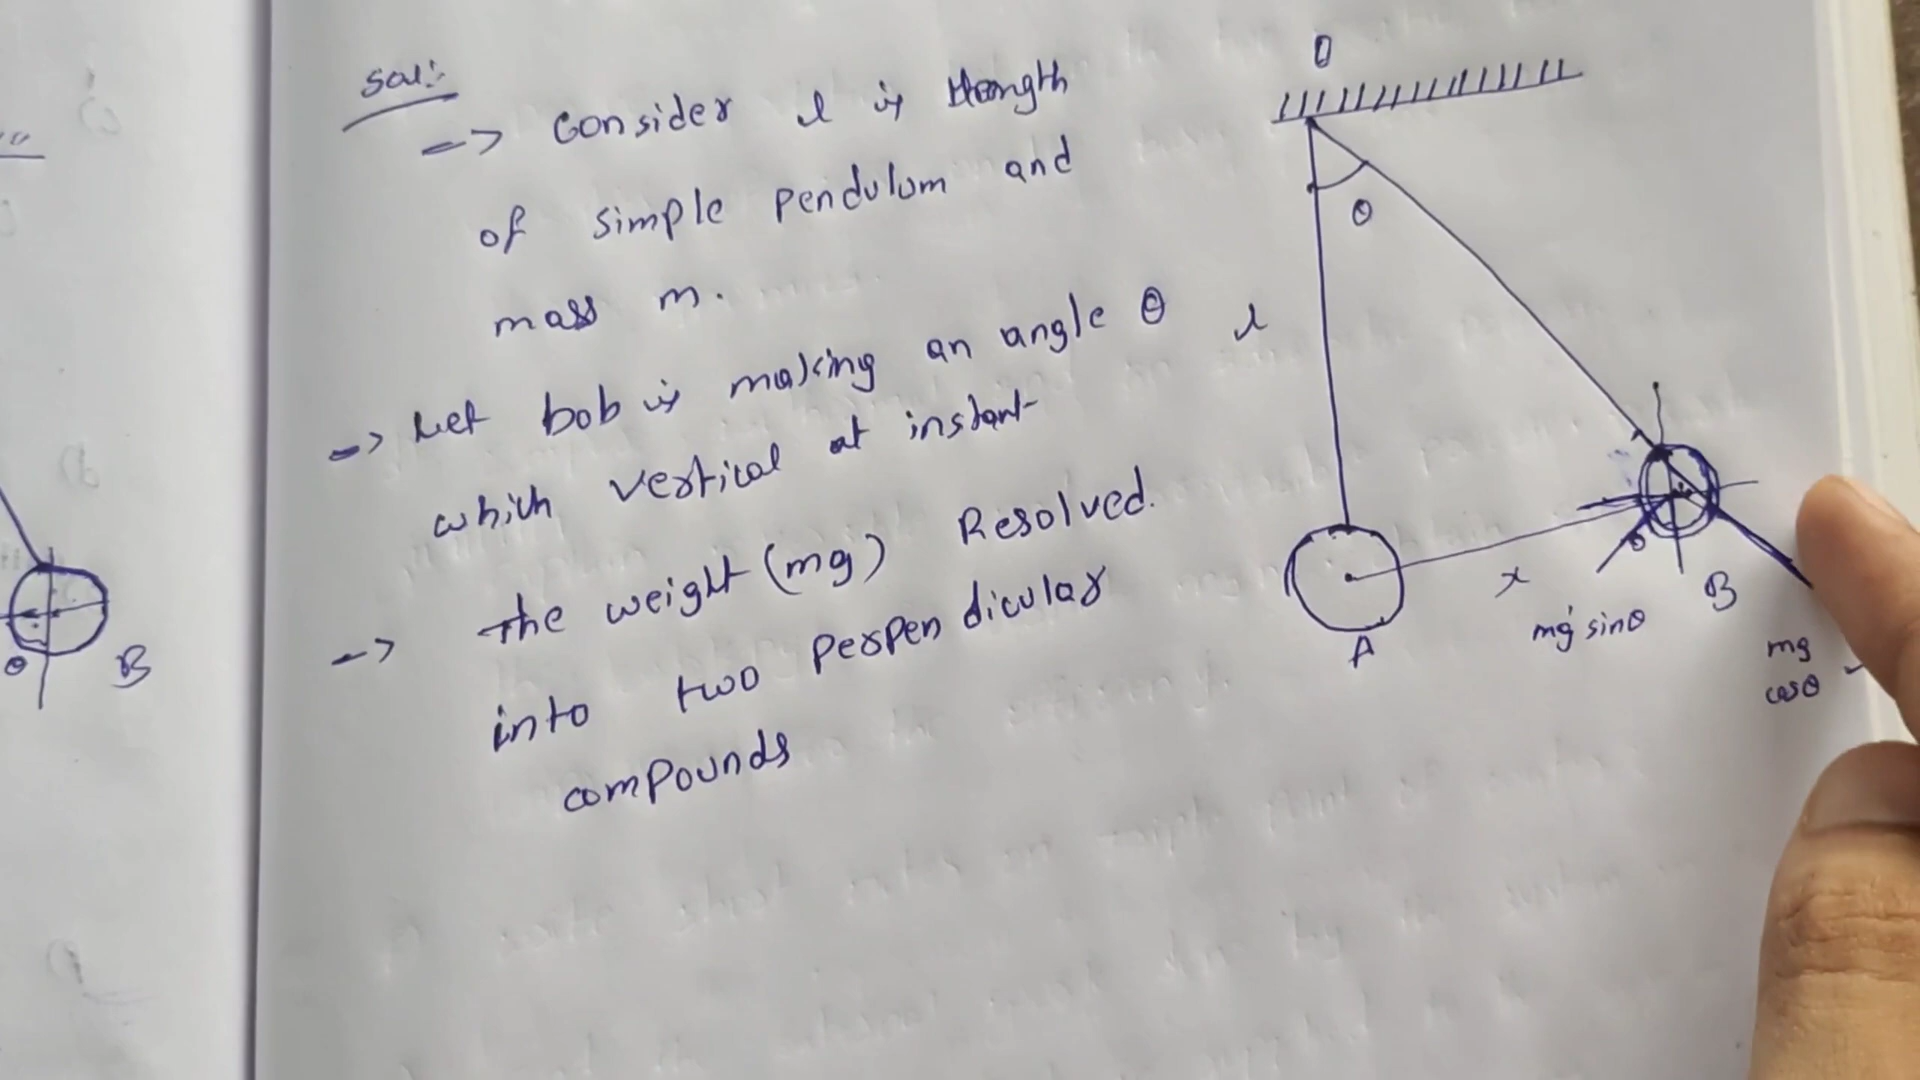 Sol:
-> Consider l is length
of simple pendulum and
mass m.
-> Let bob is making an angle θ
which vertical at instant
-> the weight (mg) Resolved.
into two perpendicular
compounds
O
θ
l
x
A
θ
B
mg sinθ
mg
cosθ
θ
B